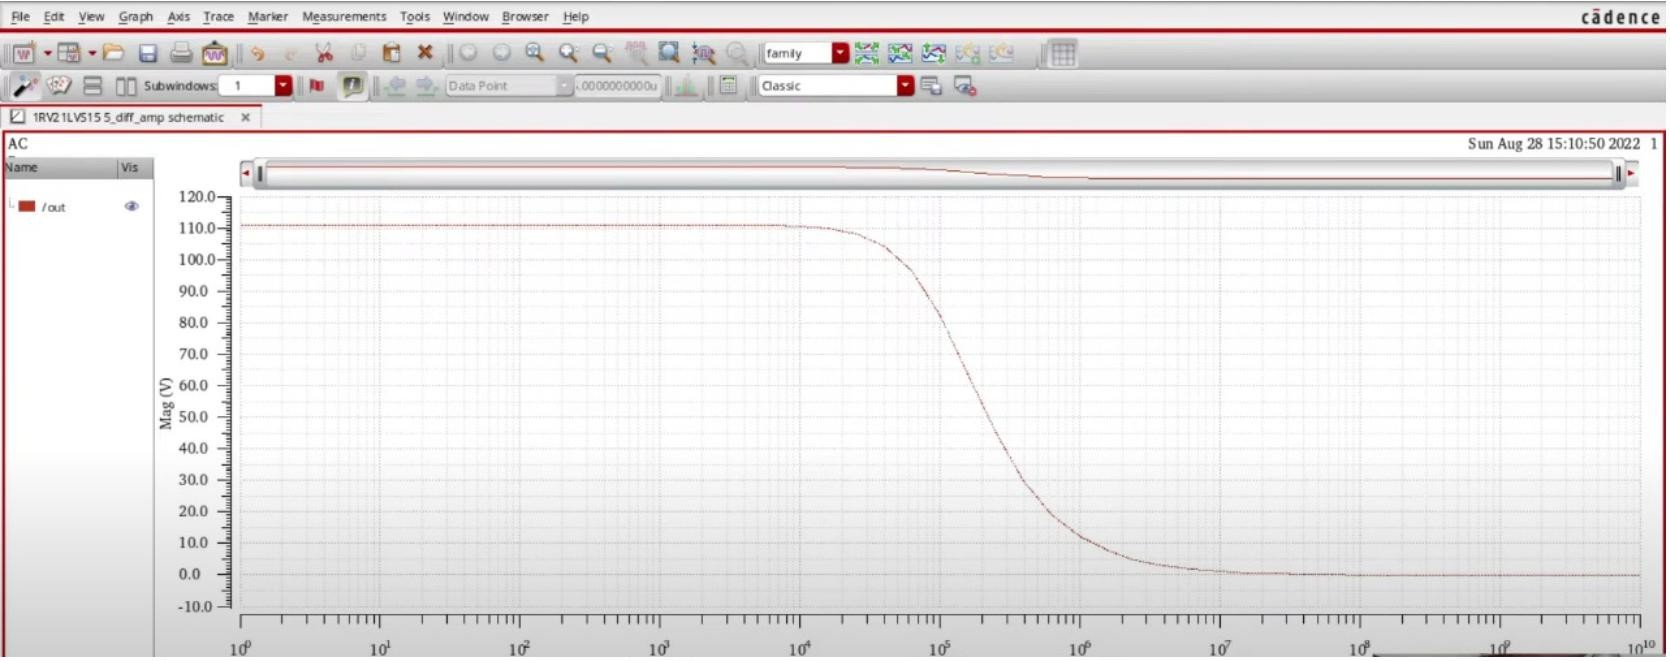 File Edit View Graph Axis Trace Marker Measurements Tools Window Browser Help cādence
family
Subwindows: 1 Data Point .0000000000u Classic
1RV21LVS15 5_diff_amp schematic
AC Sun Aug 28 15:10:50 2022 1
Name Vis
/out
120.0
110.0
100.0
90.0
80.0
70.0
60.0
50.0
40.0
30.0
20.0
10.0
0.0
-10.0
Mag (V)
10⁰ 10¹ 10² 10³ 10⁴ 10⁵ 10⁶ 10⁷ 10⁸ 10⁹ 10¹⁰